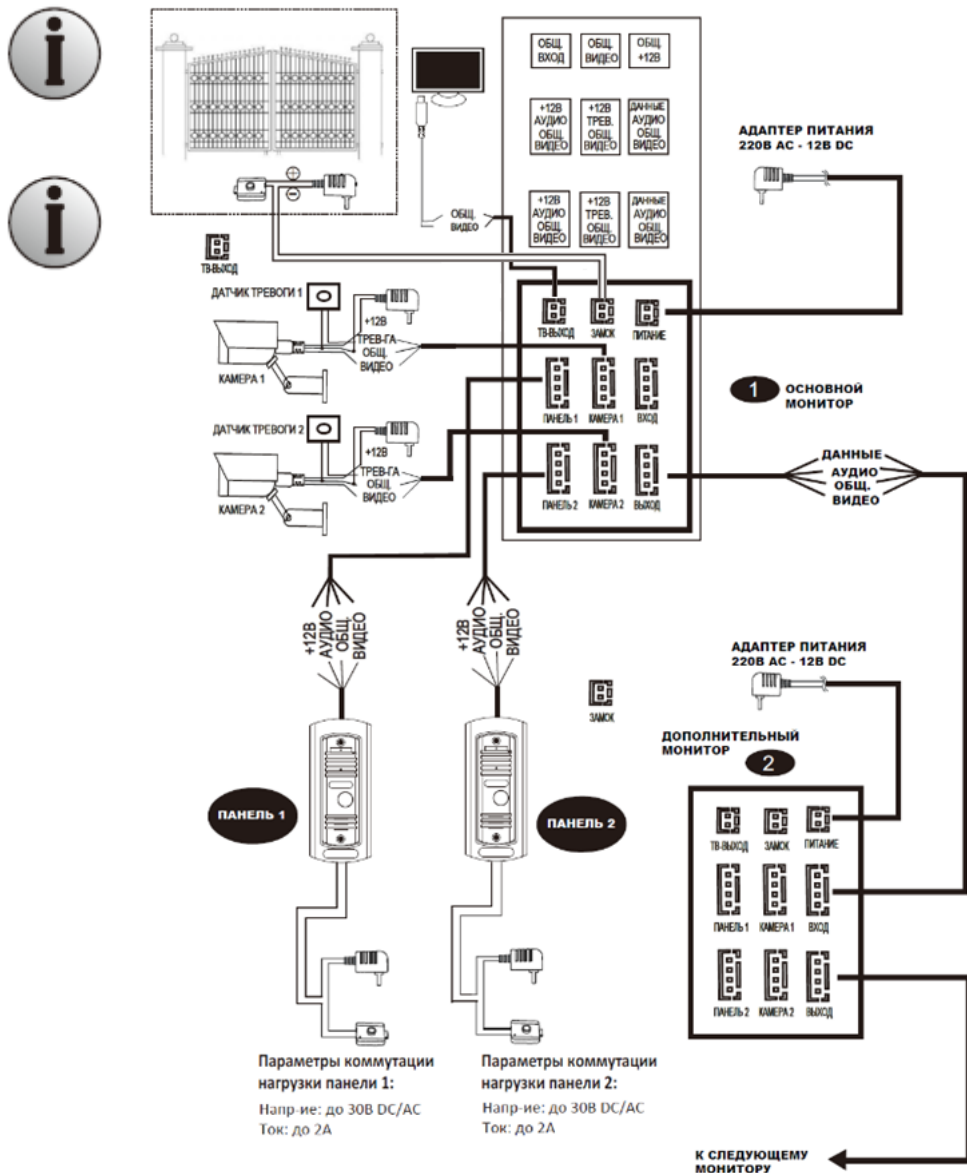 i
i
+
−
ОБЩ.
ВИДЕО
ОБЩ.
ВХОД
ОБЩ.
ВИДЕО
ОБЩ.
+12В
+12В
АУДИО
ОБЩ.
ВИДЕО
+12В
ТРЕВ.
ОБЩ.
ВИДЕО
ДАННЫЕ
АУДИО
ОБЩ.
ВИДЕО
+12В
АУДИО
ОБЩ.
ВИДЕО
+12В
ТРЕВ.
ОБЩ.
ВИДЕО
ДАННЫЕ
АУДИО
ОБЩ.
ВИДЕО
АДАПТЕР ПИТАНИЯ
220В AC - 12В DC
ТВ-ВЫХОД
ДАТЧИК ТРЕВОГИ 1
+12В
ТРЕВ-ГА
ОБЩ.
ВИДЕО
КАМЕРА 1
ДАТЧИК ТРЕВОГИ 2
+12В
ТРЕВ-ГА
ОБЩ.
ВИДЕО
КАМЕРА 2
ТВ-ВЫХОД
ЗАМОК
ПИТАНИЕ
ПАНЕЛЬ 1
КАМЕРА 1
ВХОД
ПАНЕЛЬ 2
КАМЕРА 2
ВЫХОД
1
ОСНОВНОЙ
МОНИТОР
ДАННЫЕ
АУДИО
ОБЩ.
ВИДЕО
+12В
АУДИО
ОБЩ.
ВИДЕО
+12В
АУДИО
ОБЩ.
ВИДЕО
ЗАМОК
АДАПТЕР ПИТАНИЯ
220В AC - 12В DC
ДОПОЛНИТЕЛЬНЫЙ
МОНИТОР
2
ПАНЕЛЬ 1
ПАНЕЛЬ 2
ТВ-ВЫХОД
ЗАМОК
ПИТАНИЕ
ПАНЕЛЬ 1
КАМЕРА 1
ВХОД
ПАНЕЛЬ 2
КАМЕРА 2
ВЫХОД
Параметры коммутации
нагрузки панели 1:
Напр-ие: до 30В DC/AC
Ток: до 2А
Параметры коммутации
нагрузки панели 2:
Напр-ие: до 30В DC/AC
Ток: до 2А
К СЛЕДУЮЩЕМУ
МОНИТОРУ